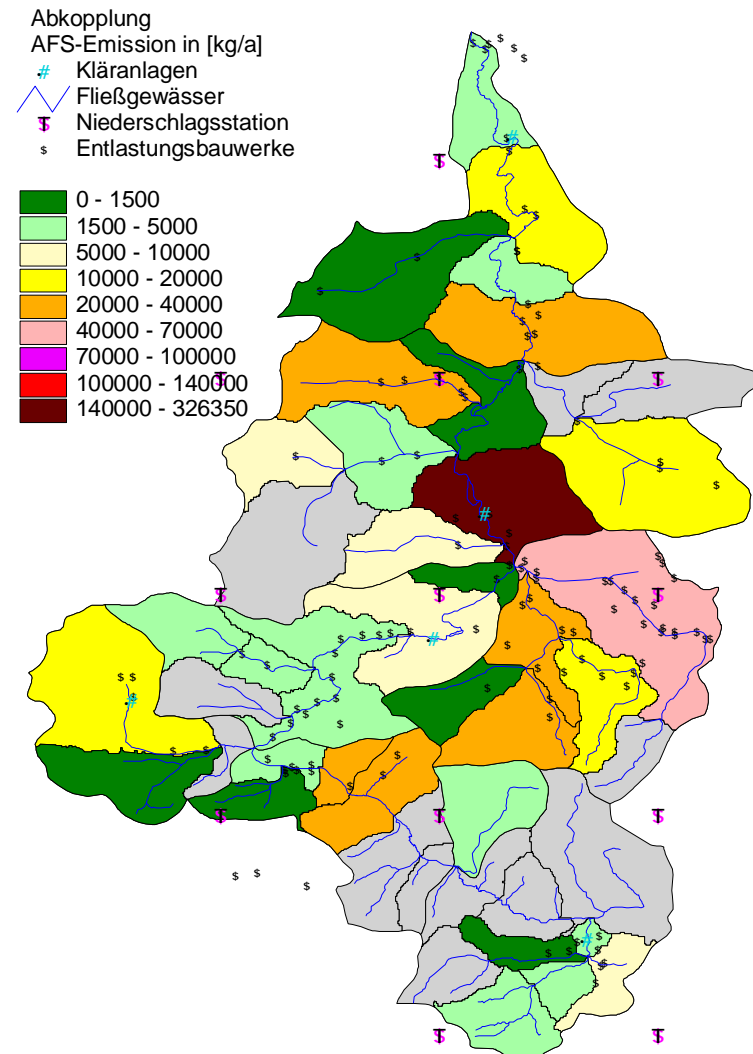 Abkopplung
AFS-Emission in [kg/a]
# Kläranlagen
Fließgewässer
$ Niederschlagsstation
$ Entlastungsbauwerke
0 - 1500
1500 - 5000
5000 - 10000
10000 - 20000
20000 - 40000
40000 - 70000
70000 - 100000
100000 - 140000
140000 - 326350